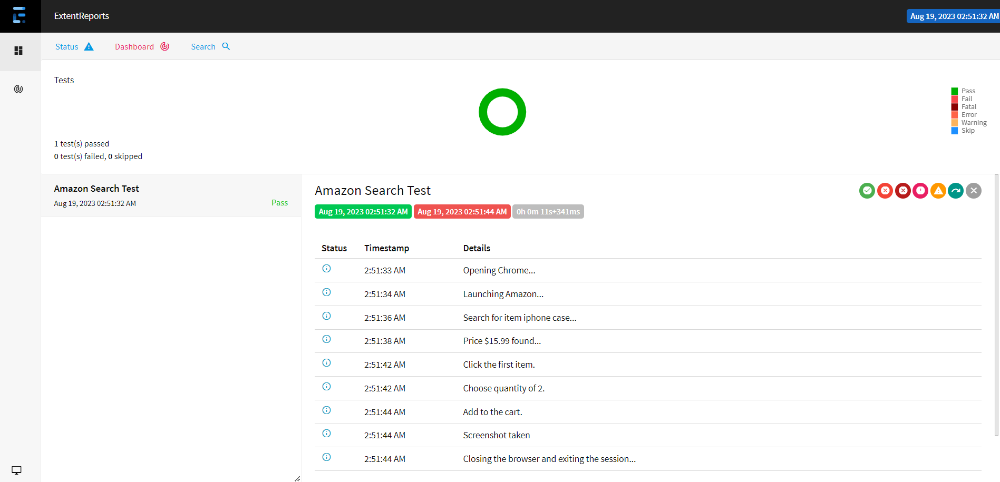 ExtentReports
Aug 19, 2023 02:51:32 AM
Status
Dashboard
Search
Tests
Pass
Fail
Fatal
Error
Warning
Skip
1 test(s) passed
0 test(s) failed, 0 skipped
Amazon Search Test
Aug 19, 2023 02:51:32 AM
Pass
Amazon Search Test
Aug 19, 2023 02:51:32 AM Aug 19, 2023 02:51:44 AM 0h 0m 11s+341ms
Status Timestamp Details
2:51:33 AM Opening Chrome...
2:51:34 AM Launching Amazon...
2:51:36 AM Search for item iphone case...
2:51:38 AM Price $15.99 found...
2:51:42 AM Click the first item.
2:51:42 AM Choose quantity of 2.
2:51:44 AM Add to the cart.
2:51:44 AM Screenshot taken
2:51:44 AM Closing the browser and exiting the session...